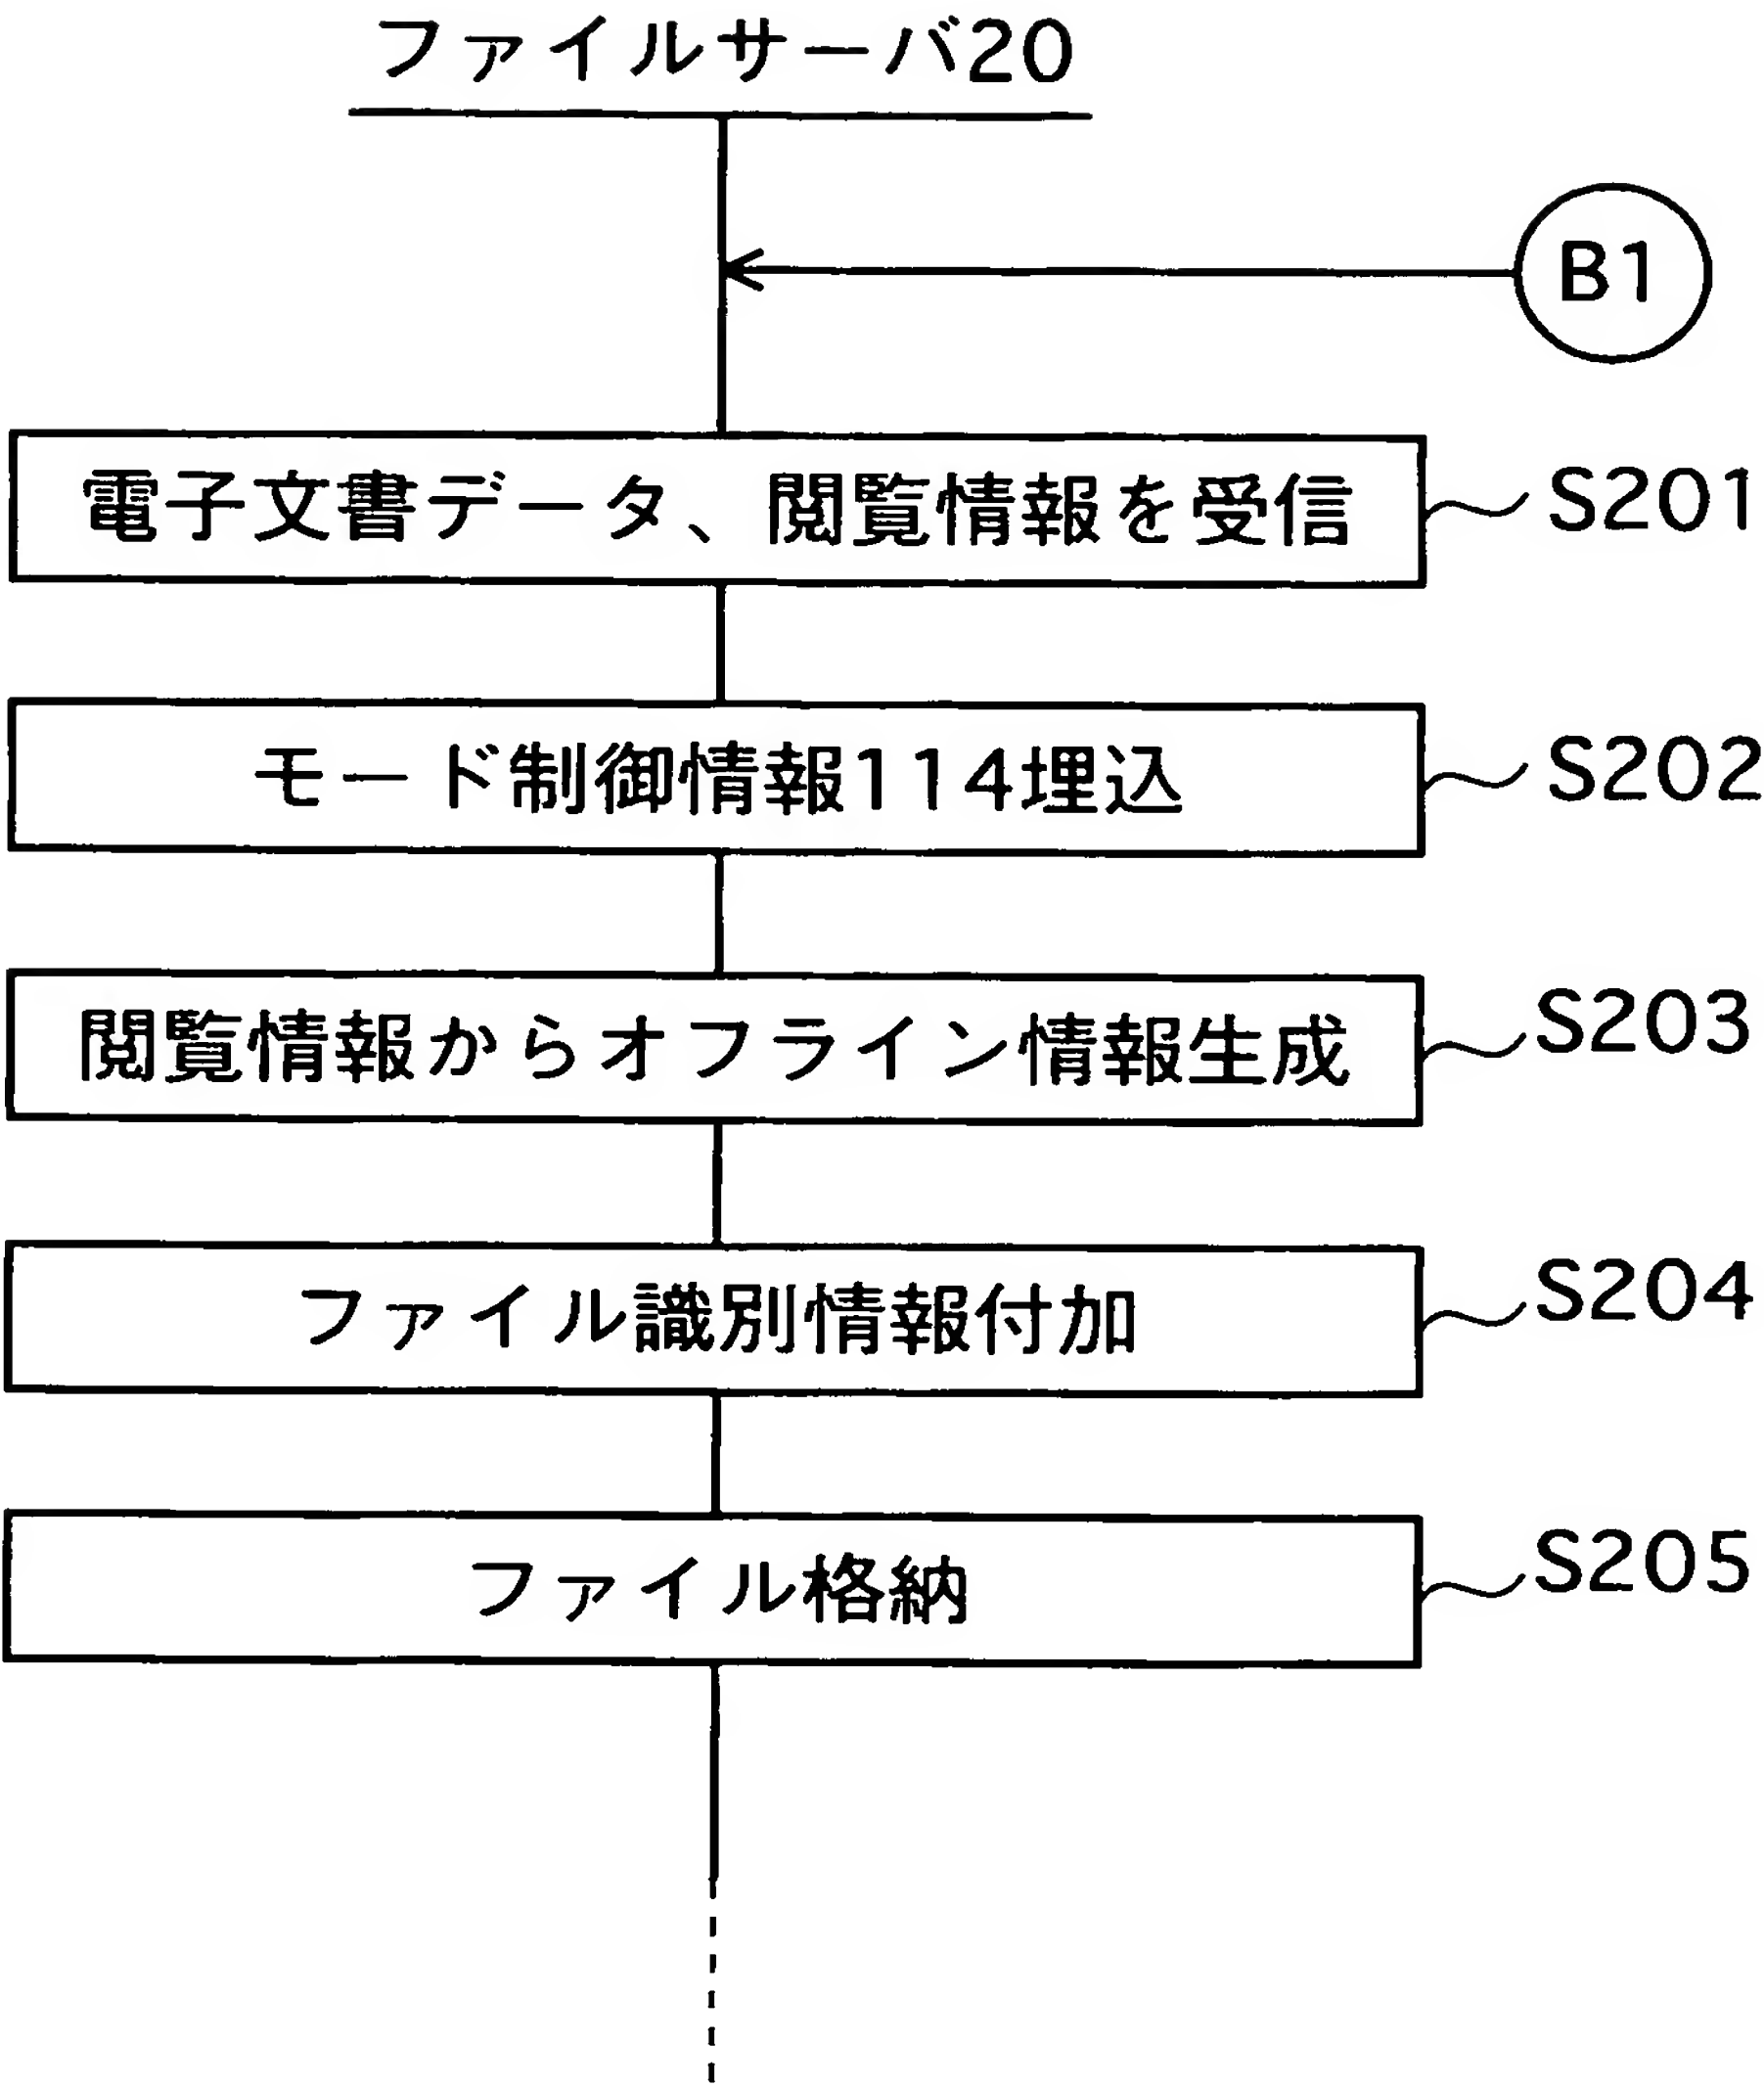 ファイルサーバ20
B1
電子文書データ、閲覧情報を受信
S201
モード制御情報114埋込
S202
閲覧情報からオフライン情報生成
S203
ファイル識別情報付加
S204
ファイル格納
S205